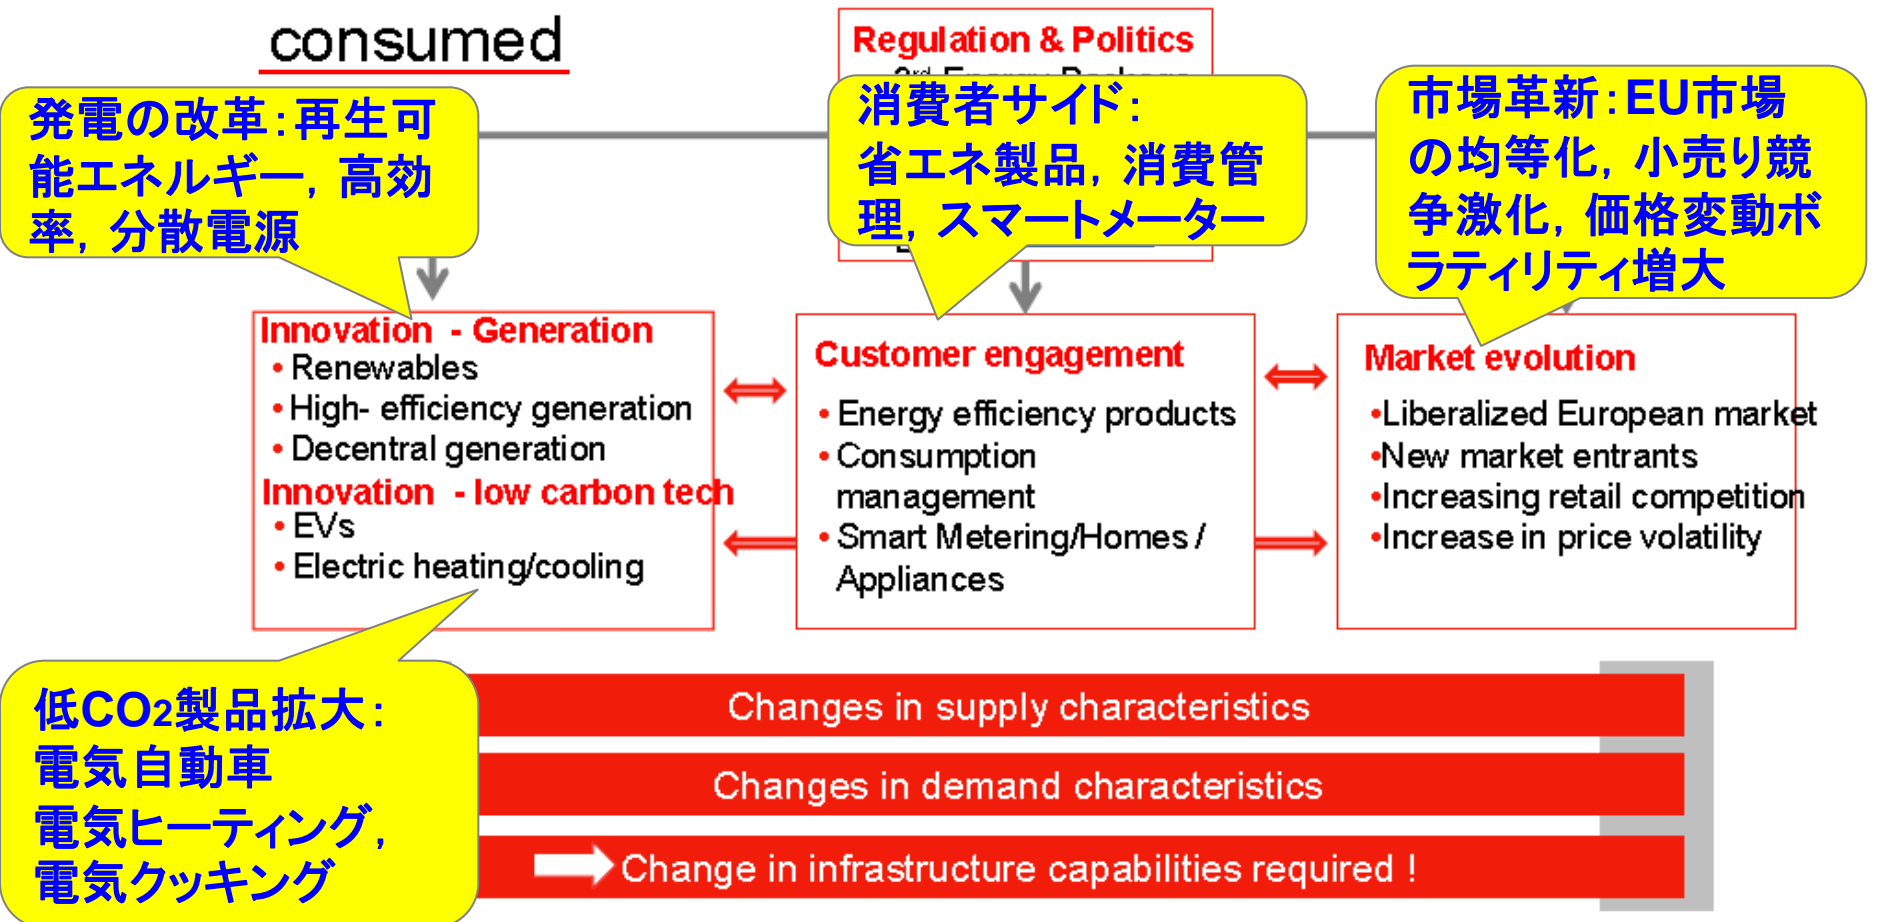 consumed
Regulation & Politics
3rd Energy Package
発電の改革：再生可
能エネルギー，高効
率，分散電源
消費者サイド：
省エネ製品，消費管
理，スマートメーター
市場革新：EU市場
の均等化，小売り競
争激化，価格変動ボ
ラティリティ増大
Innovation - Generation
• Renewables
• High- efficiency generation
• Decentral generation
Innovation - low carbon tech
• EVs
• Electric heating/cooling
Customer engagement
• Energy efficiency products
• Consumption
management
• Smart Metering/Homes /
Appliances
Market evolution
•Liberalized European market
•New market entrants
•Increasing retail competition
•Increase in price volatility
低CO2製品拡大：
電気自動車
電気ヒーティング，
電気クッキング
Changes in supply characteristics
Changes in demand characteristics
Change in infrastructure capabilities required !